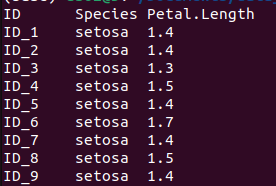 ID Species Petal.Length
ID_1 setosa 1.4
ID_2 setosa 1.4
ID_3 setosa 1.3
ID_4 setosa 1.5
ID_5 setosa 1.4
ID_6 setosa 1.7
ID_7 setosa 1.4
ID_8 setosa 1.5
ID_9 setosa 1.4